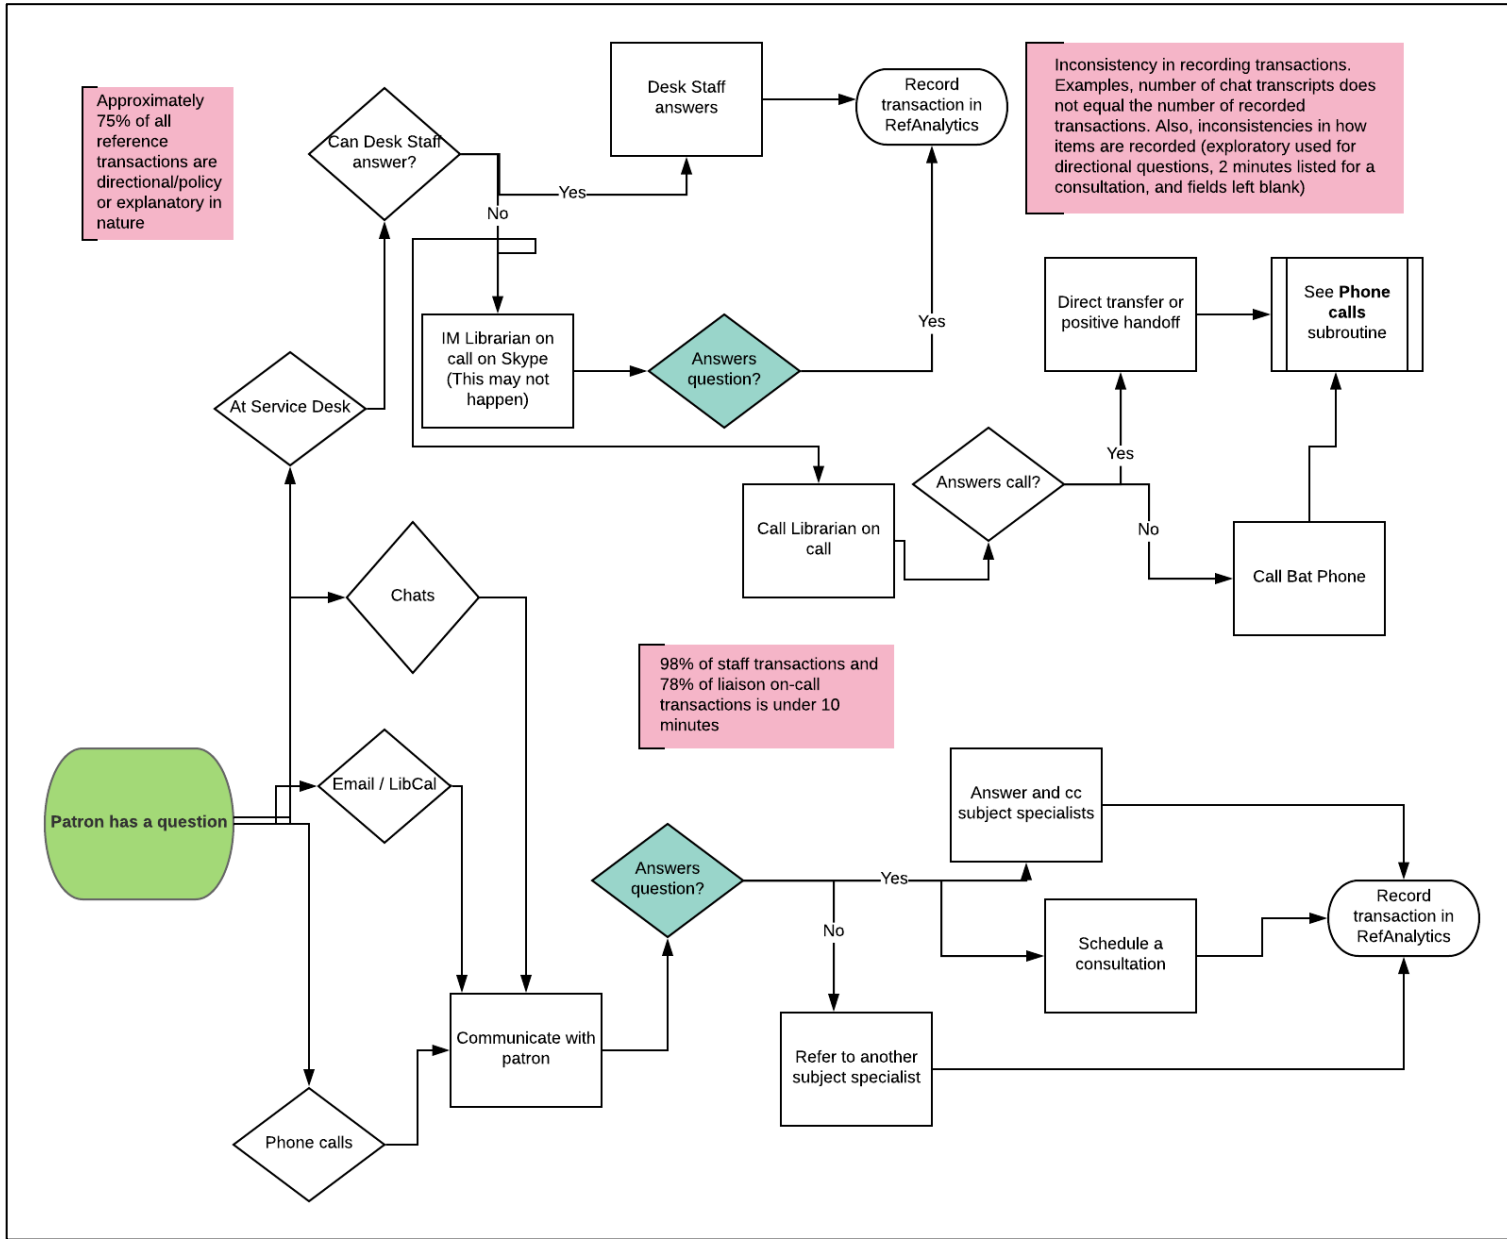 Approximately
75% of all
reference
transactions are
directional/policy
or explanatory in
nature
Can Desk Staff
answer?
Desk Staff
answers
Record
transaction in
RefAnalytics
Inconsistency in recording transactions.
Examples, number of chat transcripts does
not equal the number of recorded
transactions. Also, inconsistencies in how
items are recorded (exploratory used for
directional questions, 2 minutes listed for a
consultation, and fields left blank)
Yes
No
IM Librarian on
call on Skype
(This may not
happen)
Answers
question?
Yes
Direct transfer or
positive handoff
See Phone
calls
subroutine
At Service Desk
Answers call?
Yes
No
Call Librarian on
call
Call Bat Phone
Chats
98% of staff transactions and
78% of liaison on-call
transactions is under 10
minutes
Email / LibCal
Patron has a question
Answers
question?
Yes
No
Answer and cc
subject specialists
Schedule a
consultation
Record
transaction in
RefAnalytics
Communicate with
patron
Refer to another
subject specialist
Phone calls